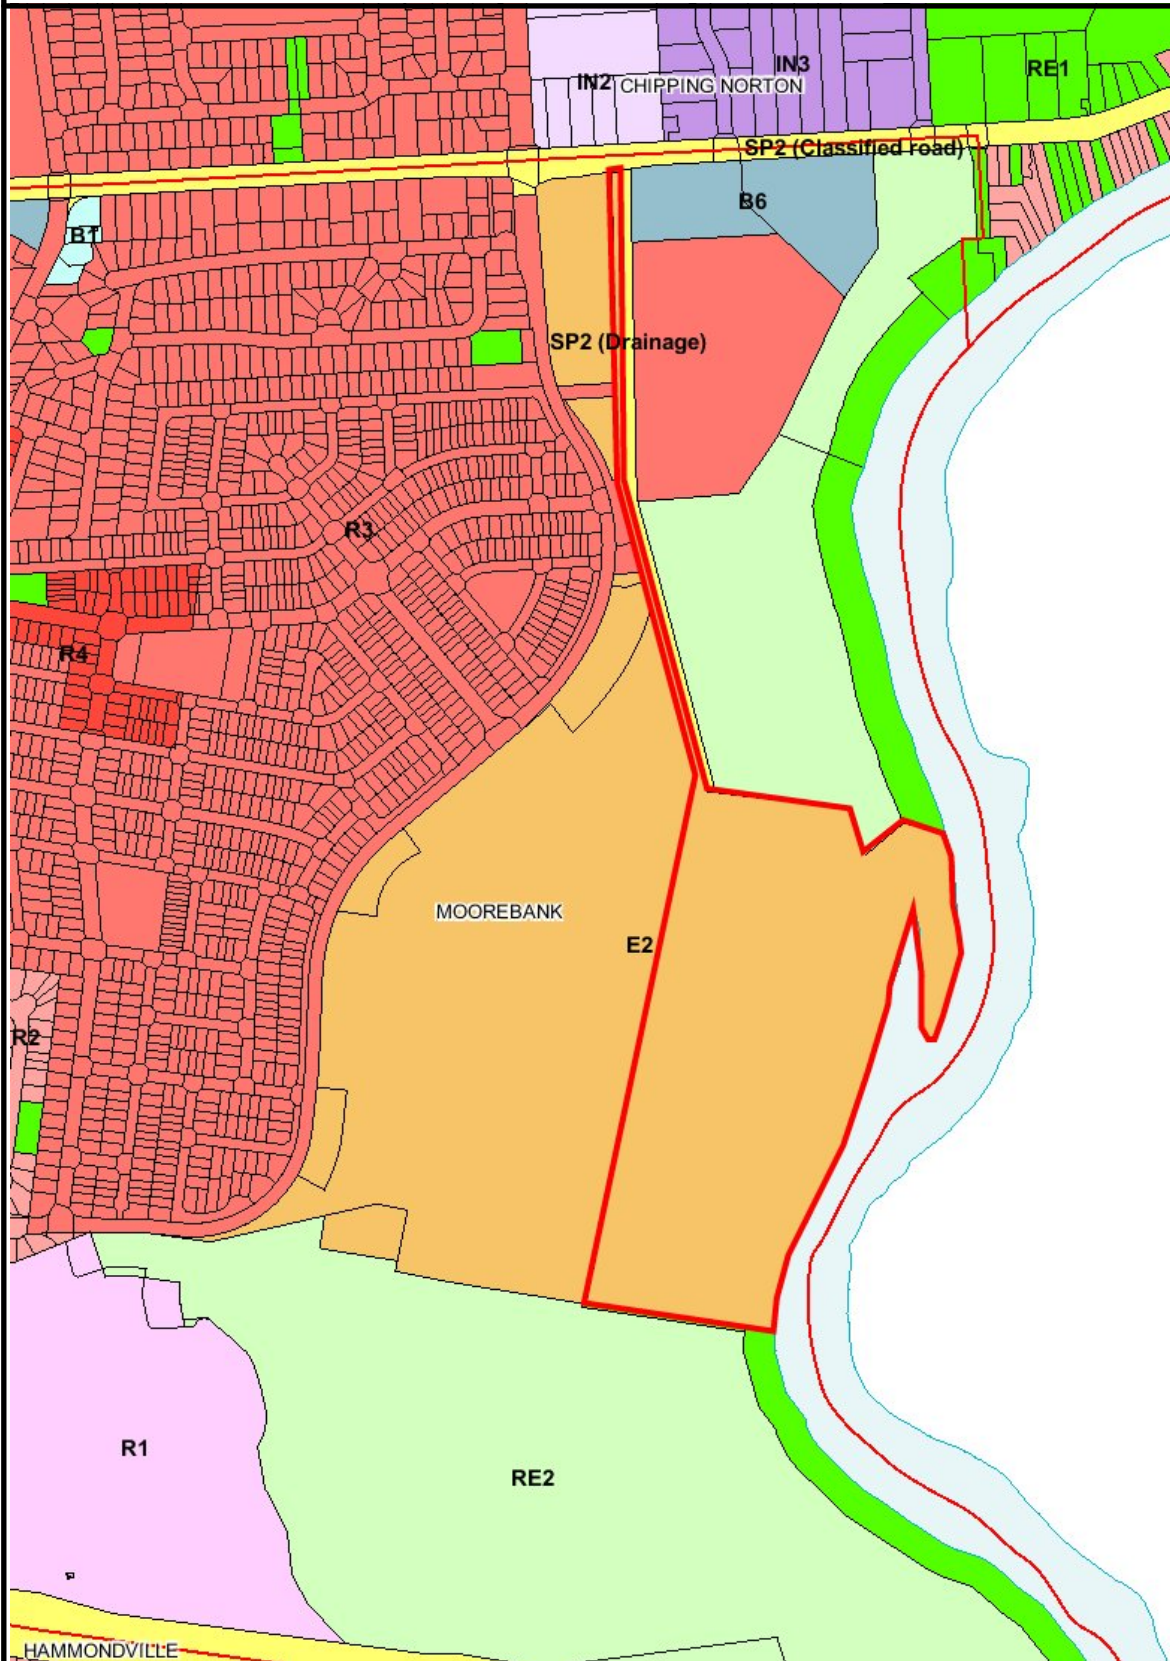 IN3
RE1
IN2
CHIPPING NORTON
SP2 (Classified road)
B6
B1
SP2 (Drainage)
R3
R4
MOOREBANK
E2
R2
R1
RE2
HAMMONDVILLE